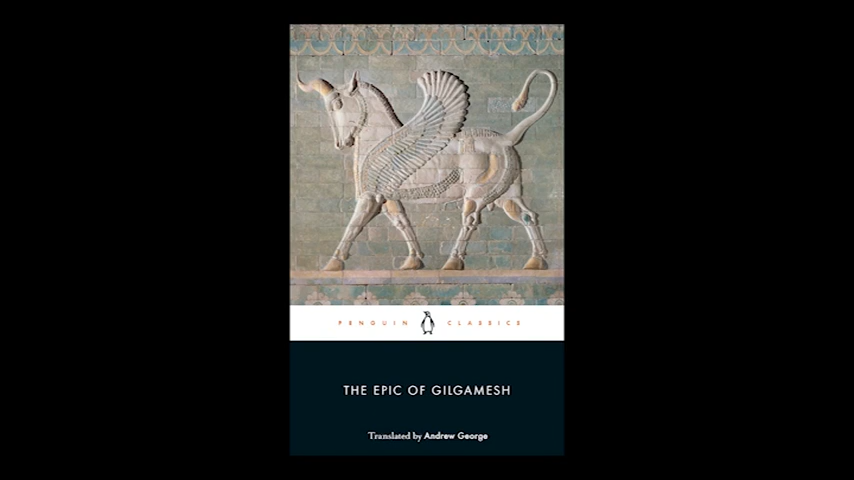 PENGUIN CLASSICS
THE EPIC OF GILGAMESH
Translated by Andrew George